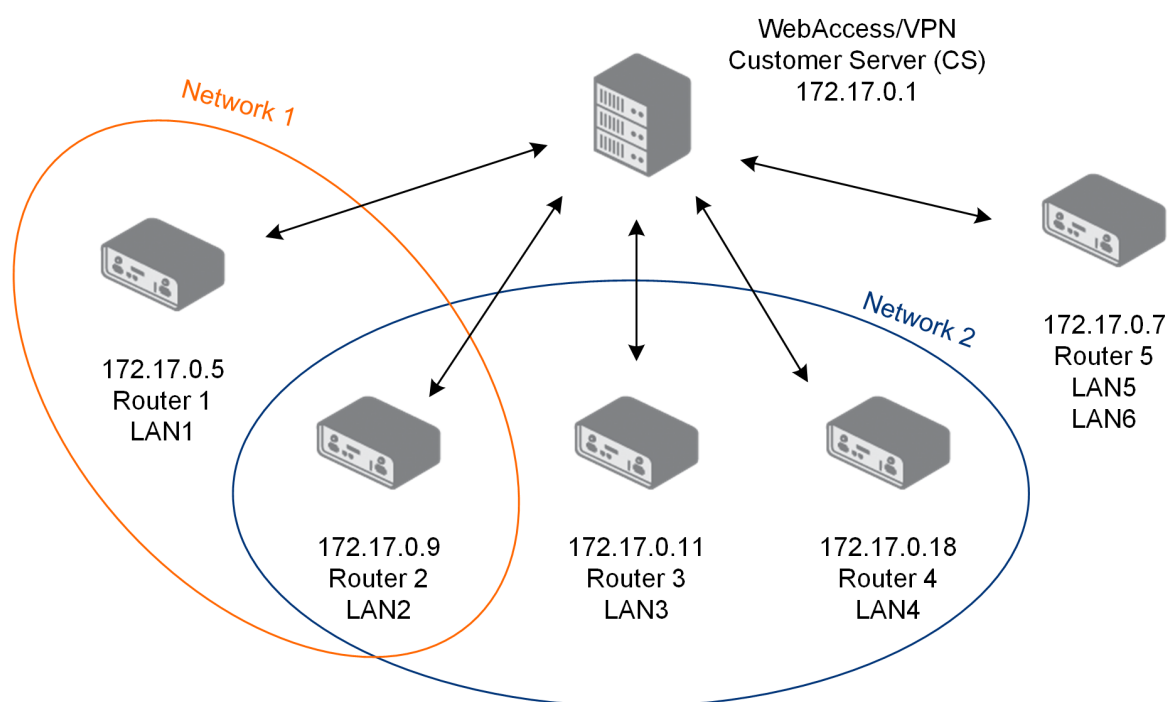 WebAccess/VPN
Customer Server (CS)
172.17.0.1
Network 1
172.17.0.5
Router 1
LAN1
Network 2
172.17.0.7
Router 5
LAN5
LAN6
172.17.0.9
Router 2
LAN2
172.17.0.11
Router 3
LAN3
172.17.0.18
Router 4
LAN4